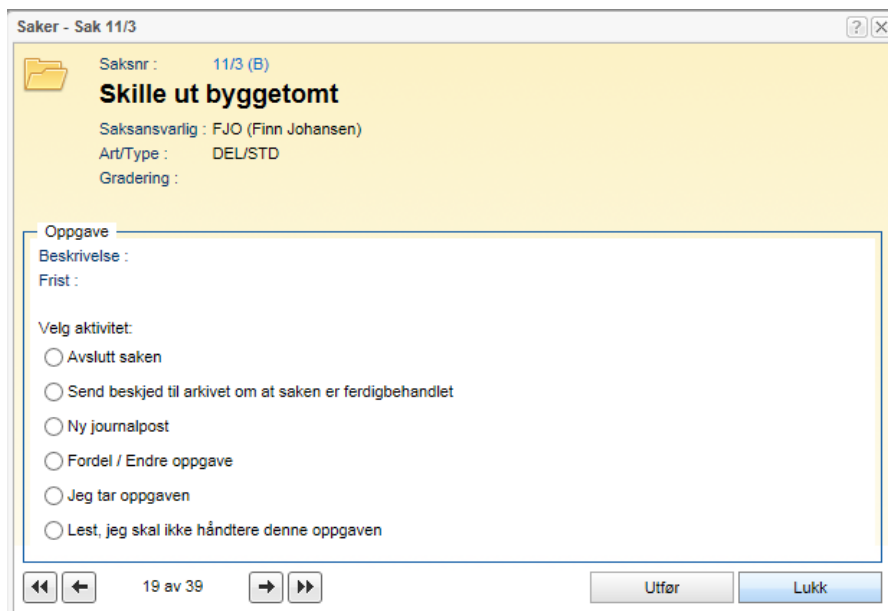 Saker - Sak 11/3
Saksnr : 11/3 (B)
Skille ut byggetomt
Saksansvarlig : FJO (Finn Johansen)
Art/Type : DEL/STD
Gradering :
Oppgave
Beskrivelse :
Frist :
Velg aktivitet:
Avslutt saken
Send beskjed til arkivet om at saken er ferdigbehandlet
Ny journalpost
Fordel / Endre oppgave
Jeg tar oppgaven
Lest, jeg skal ikke håndtere denne oppgaven
19 av 39 Utfør Lukk